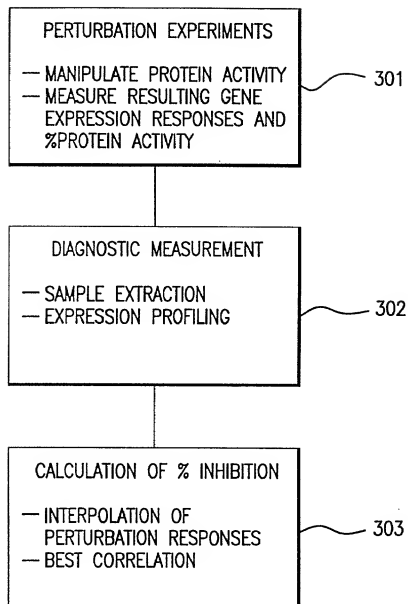 PERTURBATION EXPERIMENTS
— MANIPULATE PROTEIN ACTIVITY
— MEASURE RESULTING GENE
EXPRESSION RESPONSES AND
%PROTEIN ACTIVITY
301
DIAGNOSTIC MEASUREMENT
— SAMPLE EXTRACTION
— EXPRESSION PROFILING
302
CALCULATION OF % INHIBITION
— INTERPOLATION OF
PERTURBATION RESPONSES
— BEST CORRELATION
303